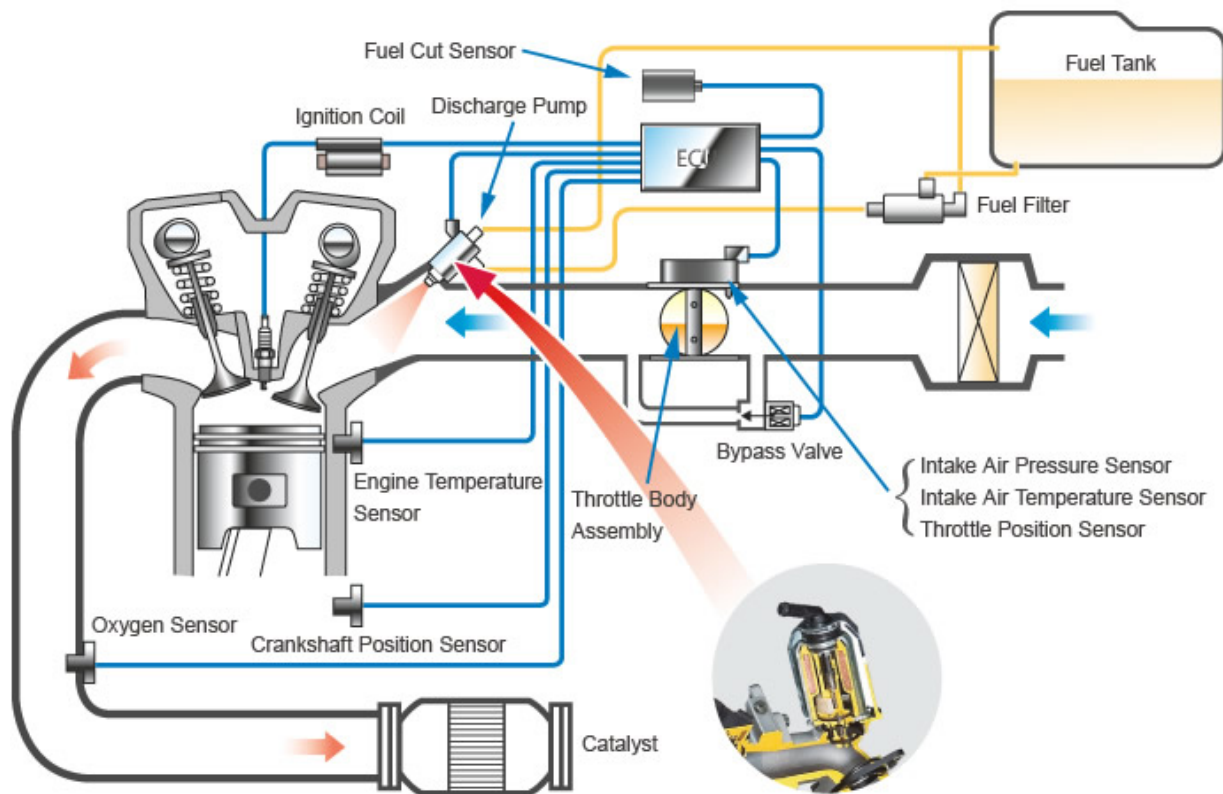 Fuel Cut Sensor
Fuel Tank
Discharge Pump
Ignition Coil
ECU
Fuel Filter
Bypass Valve
Engine Temperature
Sensor
Throttle Body
Assembly
Intake Air Pressure Sensor
Intake Air Temperature Sensor
Throttle Position Sensor
Oxygen Sensor
Crankshaft Position Sensor
Catalyst